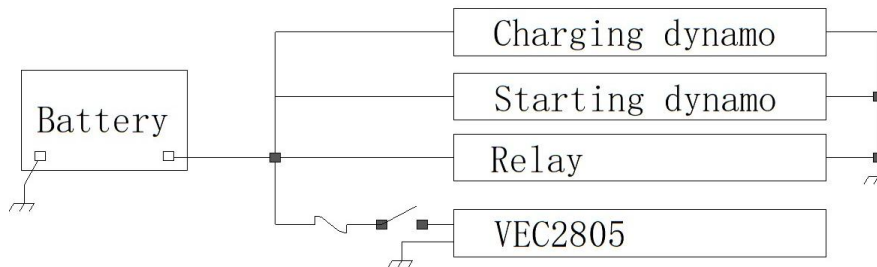 Charging dynamo
Starting dynamo
Battery
Relay
VEC2805